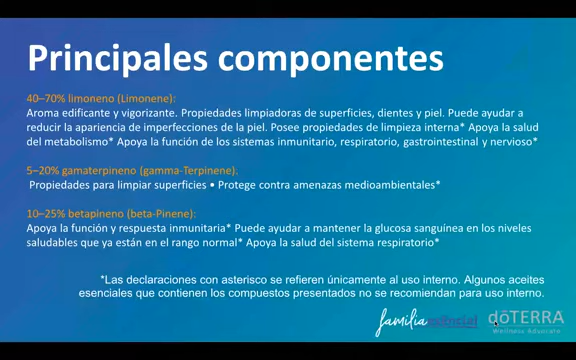 Principales componentes
40–70% limoneno (Limonene):
Aroma edificante y vigorizante. Propiedades limpiadoras de superficies, dientes y piel. Puede ayudar a
reducir la apariencia de imperfecciones de la piel. Posee propiedades de limpieza interna* Apoya la salud
del metabolismo* Apoya la función de los sistemas inmunitario, respiratorio, gastrointestinal y nervioso*
5–20% gamaterpineno (gamma-Terpinene):
Propiedades para limpiar superficies • Protege contra amenazas medioambientales*
10–25% betapineno (beta-Pinene):
Apoya la función y respuesta inmunitaria* Puede ayudar a mantener la glucosa sanguínea en los niveles
saludables que ya están en el rango normal* Apoya la salud del sistema respiratorio*
*Las declaraciones con asterisco se refieren únicamente al uso interno. Algunos aceites
esenciales que contienen los compuestos presentados no se recomiendan para uso interno.
familia esencial
dōTERRA
Wellness Advocate